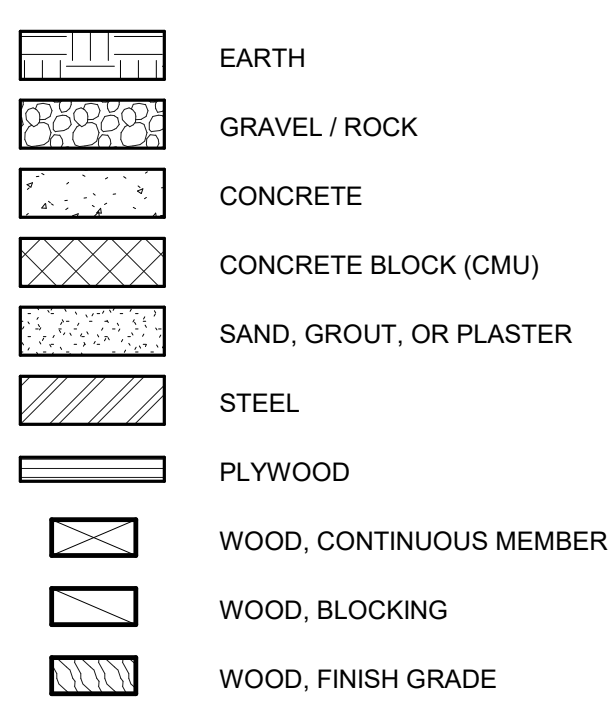 EARTH
GRAVEL / ROCK
CONCRETE
CONCRETE BLOCK (CMU)
SAND, GROUT, OR PLASTER
STEEL
PLYWOOD
WOOD, CONTINUOUS MEMBER
WOOD, BLOCKING
WOOD, FINISH GRADE